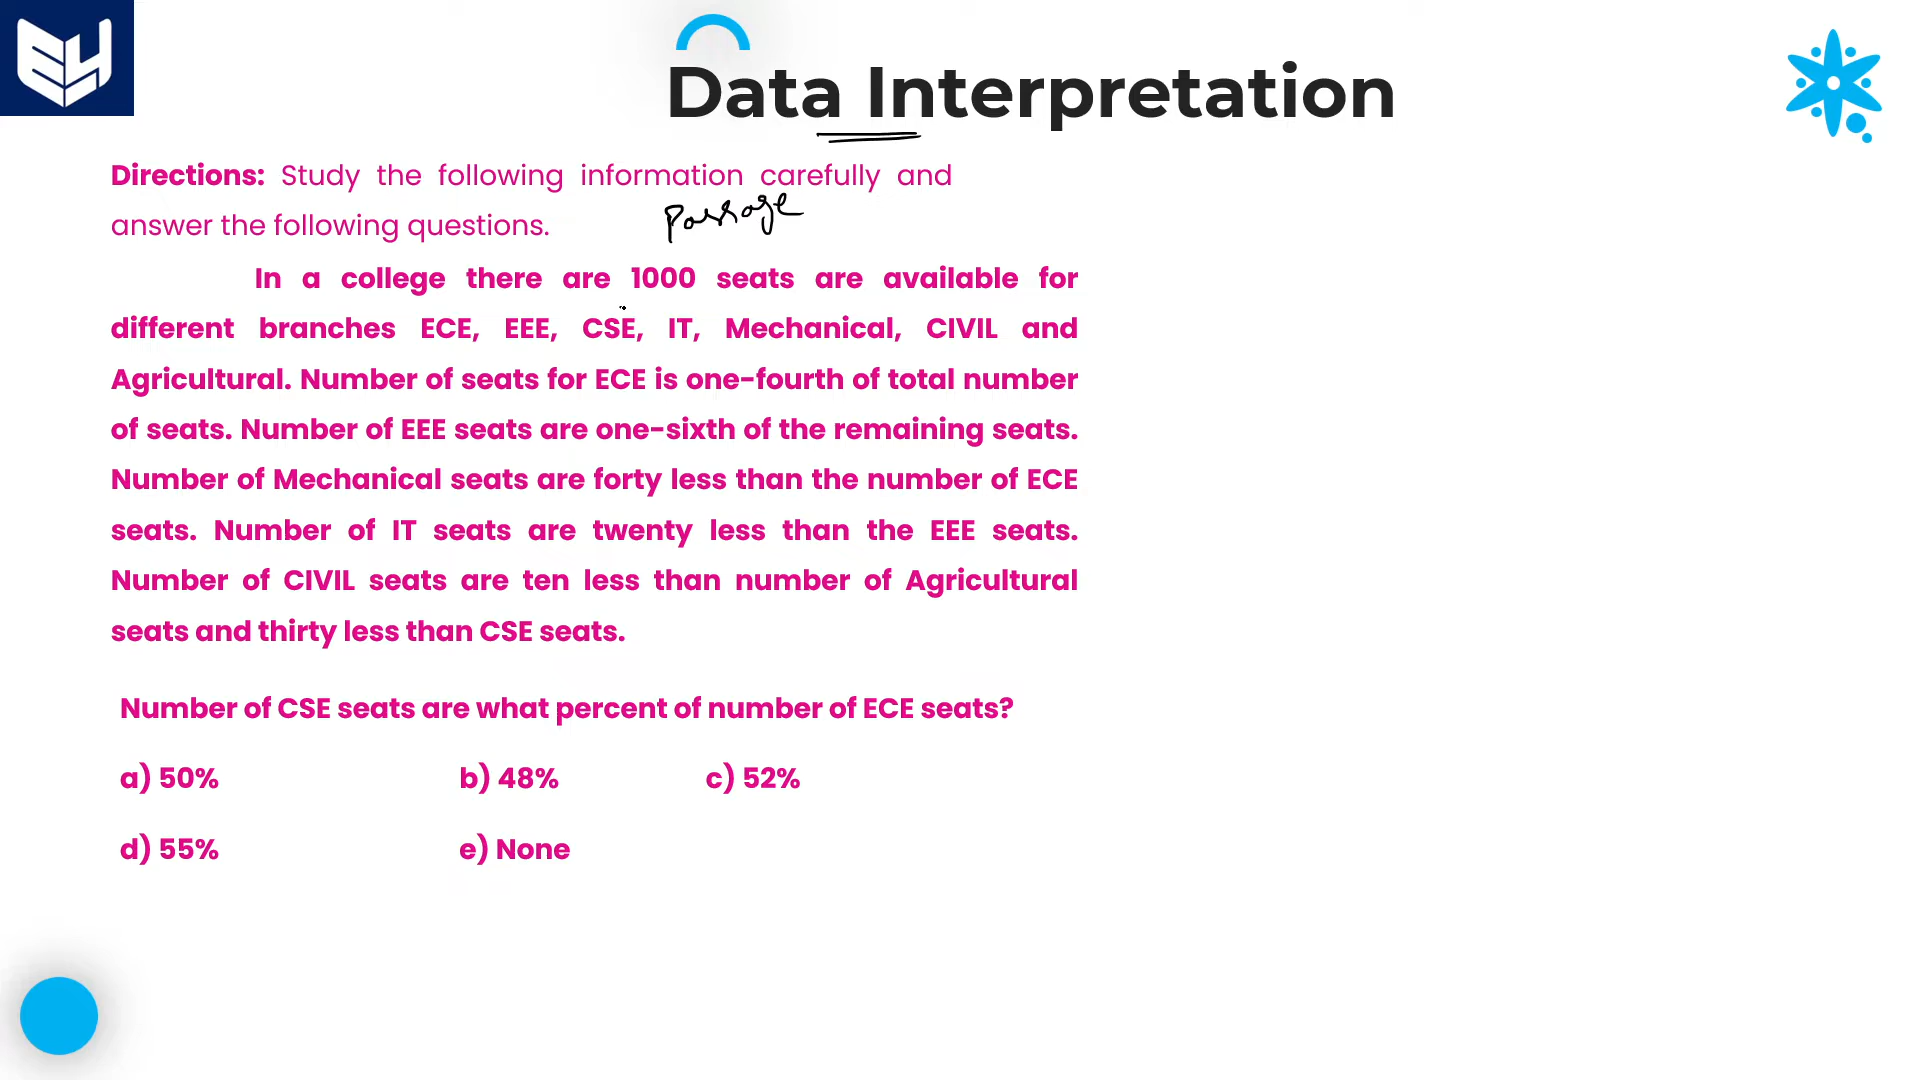 Data Interpretation
Directions: Study the following information carefully and
answer the following questions.
Passage
In a college there are 1000 seats are available for
different branches ECE, EEE, CSE, IT, Mechanical, CIVIL and
Agricultural. Number of seats for ECE is one-fourth of total number
of seats. Number of EEE seats are one-sixth of the remaining seats.
Number of Mechanical seats are forty less than the number of ECE
seats. Number of IT seats are twenty less than the EEE seats.
Number of CIVIL seats are ten less than number of Agricultural
seats and thirty less than CSE seats.
Number of CSE seats are what percent of number of ECE seats?
a) 50% b) 48% c) 52%
d) 55% e) None